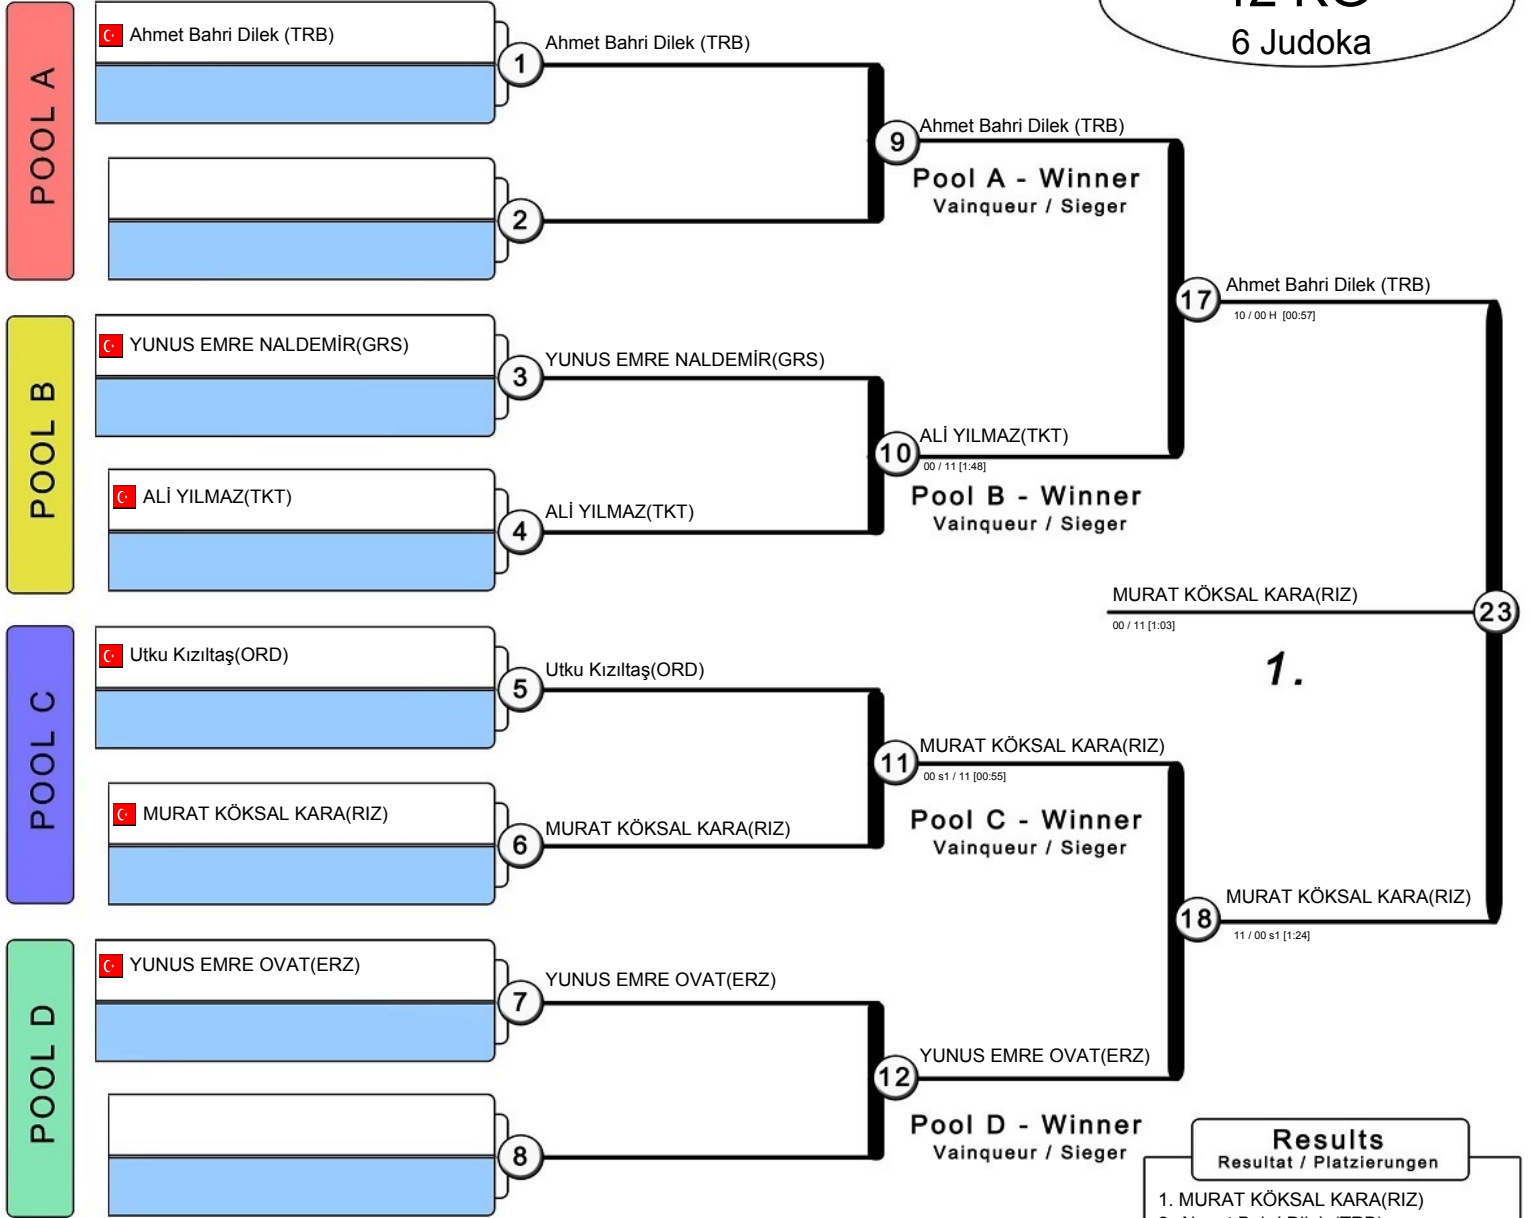 6 Judoka
POOL A
Ahmet Bahri Dilek (TRB)
1
Ahmet Bahri Dilek (TRB)
2
9
Ahmet Bahri Dilek (TRB)
Pool A - Winner
Vainqueur / Sieger
17
Ahmet Bahri Dilek (TRB)
10 / 00 H [00:57]
POOL B
YUNUS EMRE NALDEMİR(GRS)
3
YUNUS EMRE NALDEMİR(GRS)
ALİ YILMAZ(TKT)
4
ALİ YILMAZ(TKT)
10
ALİ YILMAZ(TKT)
00 / 11 [1:48]
Pool B - Winner
Vainqueur / Sieger
MURAT KÖKSAL KARA(RIZ)
00 / 11 [1:03]
23
1.
POOL C
Utku Kızıltaş(ORD)
5
Utku Kızıltaş(ORD)
MURAT KÖKSAL KARA(RIZ)
6
MURAT KÖKSAL KARA(RIZ)
11
MURAT KÖKSAL KARA(RIZ)
00 s1 / 11 [00:55]
Pool C - Winner
Vainqueur / Sieger
18
MURAT KÖKSAL KARA(RIZ)
11 / 00 s1 [1:24]
POOL D
YUNUS EMRE OVAT(ERZ)
7
YUNUS EMRE OVAT(ERZ)
8
12
YUNUS EMRE OVAT(ERZ)
Pool D - Winner
Vainqueur / Sieger
Results
Resultat / Platzierungen
1. MURAT KÖKSAL KARA(RIZ)